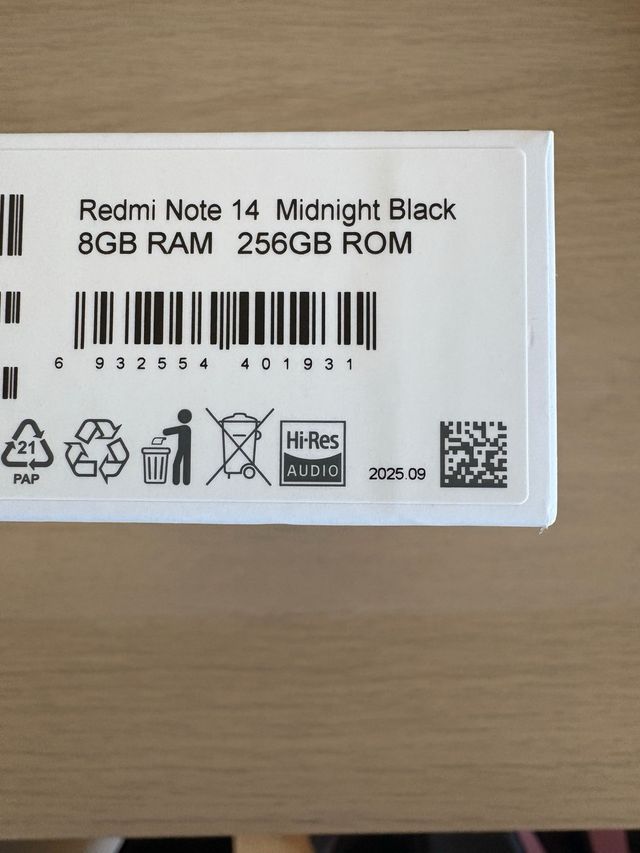 Redmi Note 14 Midnight Black
8GB RAM 256GB ROM
6 932554 401931
21
PAP
Hi-Res
AUDIO
2025.09